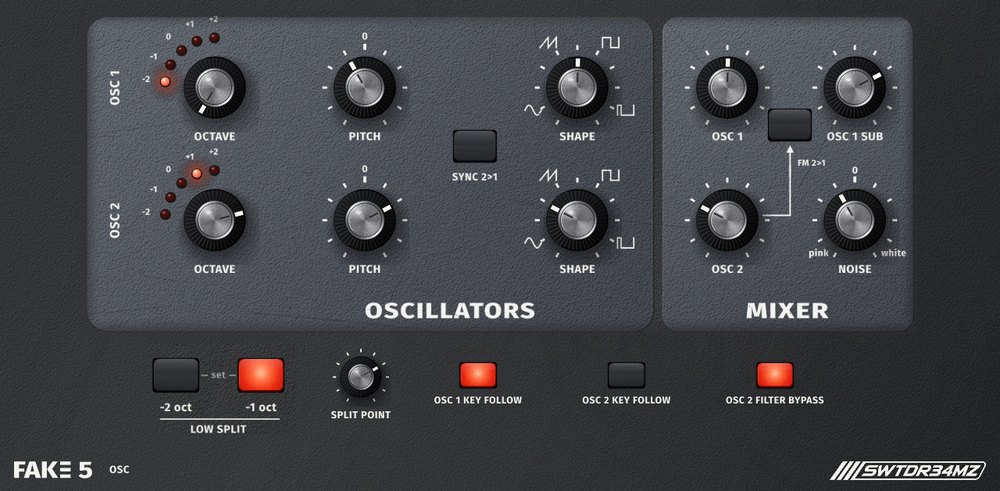 +2
+1
0
-1
-2
OSC 1
OCTAVE
0
PITCH
SHAPE
SYNC 2>1
+2
+1
0
-1
-2
OSC 2
OCTAVE
0
PITCH
SHAPE
OSCILLATORS
OSC 1
OSC 1 SUB
FM 2>1
OSC 2
0
pink
white
NOISE
MIXER
set
-2 oct
-1 oct
LOW SPLIT
SPLIT POINT
OSC 1 KEY FOLLOW
OSC 2 KEY FOLLOW
OSC 2 FILTER BYPASS
FAKE 5 OSC
SWTDR34MZ